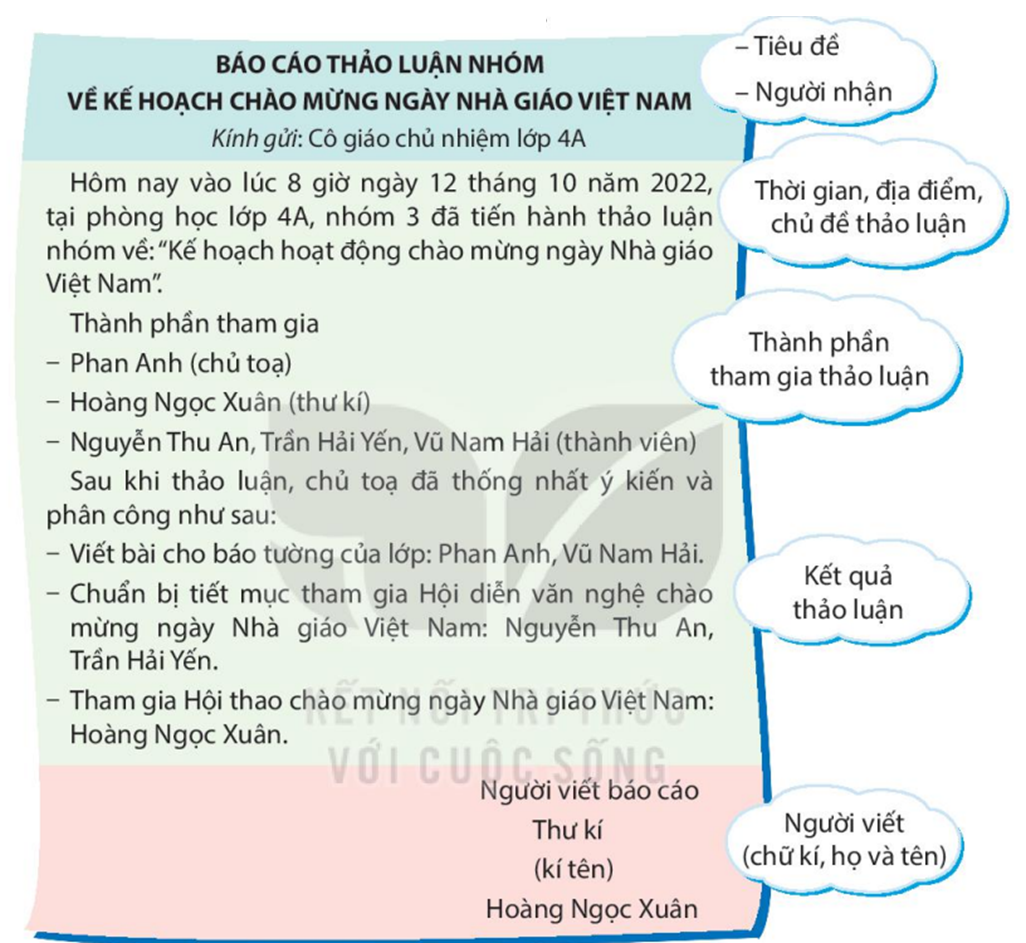 BÁO CÁO THẢO LUẬN NHÓM
VỀ KẾ HOẠCH CHÀO MỪNG NGÀY NHÀ GIÁO VIỆT NAM
Kính gửi: Cô giáo chủ nhiệm lớp 4A
– Tiêu đề
– Người nhận
Hôm nay vào lúc 8 giờ ngày 12 tháng 10 năm 2022,
tại phòng học lớp 4A, nhóm 3 đã tiến hành thảo luận
nhóm về: “Kế hoạch hoạt động chào mừng ngày Nhà giáo
Việt Nam”.
Thời gian, địa điểm,
chủ đề thảo luận
Thành phần tham gia
– Phan Anh (chủ toạ)
– Hoàng Ngọc Xuân (thư kí)
– Nguyễn Thu An, Trần Hải Yến, Vũ Nam Hải (thành viên)
Thành phần
tham gia thảo luận
Sau khi thảo luận, chủ toạ đã thống nhất ý kiến và
phân công như sau:
– Viết bài cho báo tường của lớp: Phan Anh, Vũ Nam Hải.
– Chuẩn bị tiết mục tham gia Hội diễn văn nghệ chào
mừng ngày Nhà giáo Việt Nam: Nguyễn Thu An,
Trần Hải Yến.
– Tham gia Hội thao chào mừng ngày Nhà giáo Việt Nam:
Hoàng Ngọc Xuân.
Kết quả
thảo luận
KẾT NỐI TRI THỨC
VỚI CUỘC SỐNG
Người viết báo cáo
Thư kí
(kí tên)
Hoàng Ngọc Xuân
Người viết
(chữ kí, họ và tên)